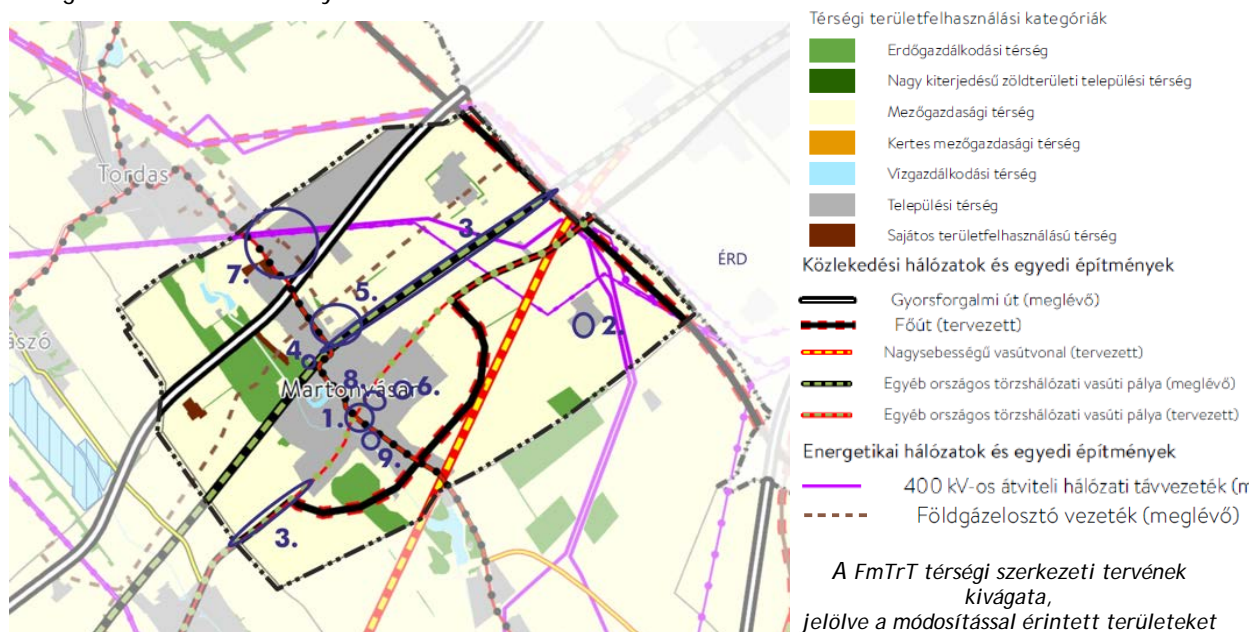 Térségi területfelhasználási kategóriák
Erdőgazdálkodási térség
Nagy kiterjedésű zöldterületi települési térség
Mezőgazdasági térség
Kertes mezőgazdasági térség
Vízgazdálkodási térség
Települési térség
Sajátos területfelhasználású térség
Közlekedési hálózatok és egyedi építmények
Gyorsforgalmi út (meglévő)
Főút (tervezett)
Nagysebességű vasútvonal (tervezett)
Egyéb országos törzshálózati vasúti pálya (meglévő)
Egyéb országos törzshálózati vasúti pálya (tervezett)
Energetikai hálózatok és egyedi építmények
400 kV-os átviteli hálózati távvezeték (m
Földgázelosztó vezeték (meglévő)
A FmTrT térségi szerkezeti tervének
kivágata,
jelölve a módosítással érintett területeket
Tordas
3.
ÉRD
7.
5.
2.
ászó
4.
Martonvásár
8.
6.
1.
9.
3.